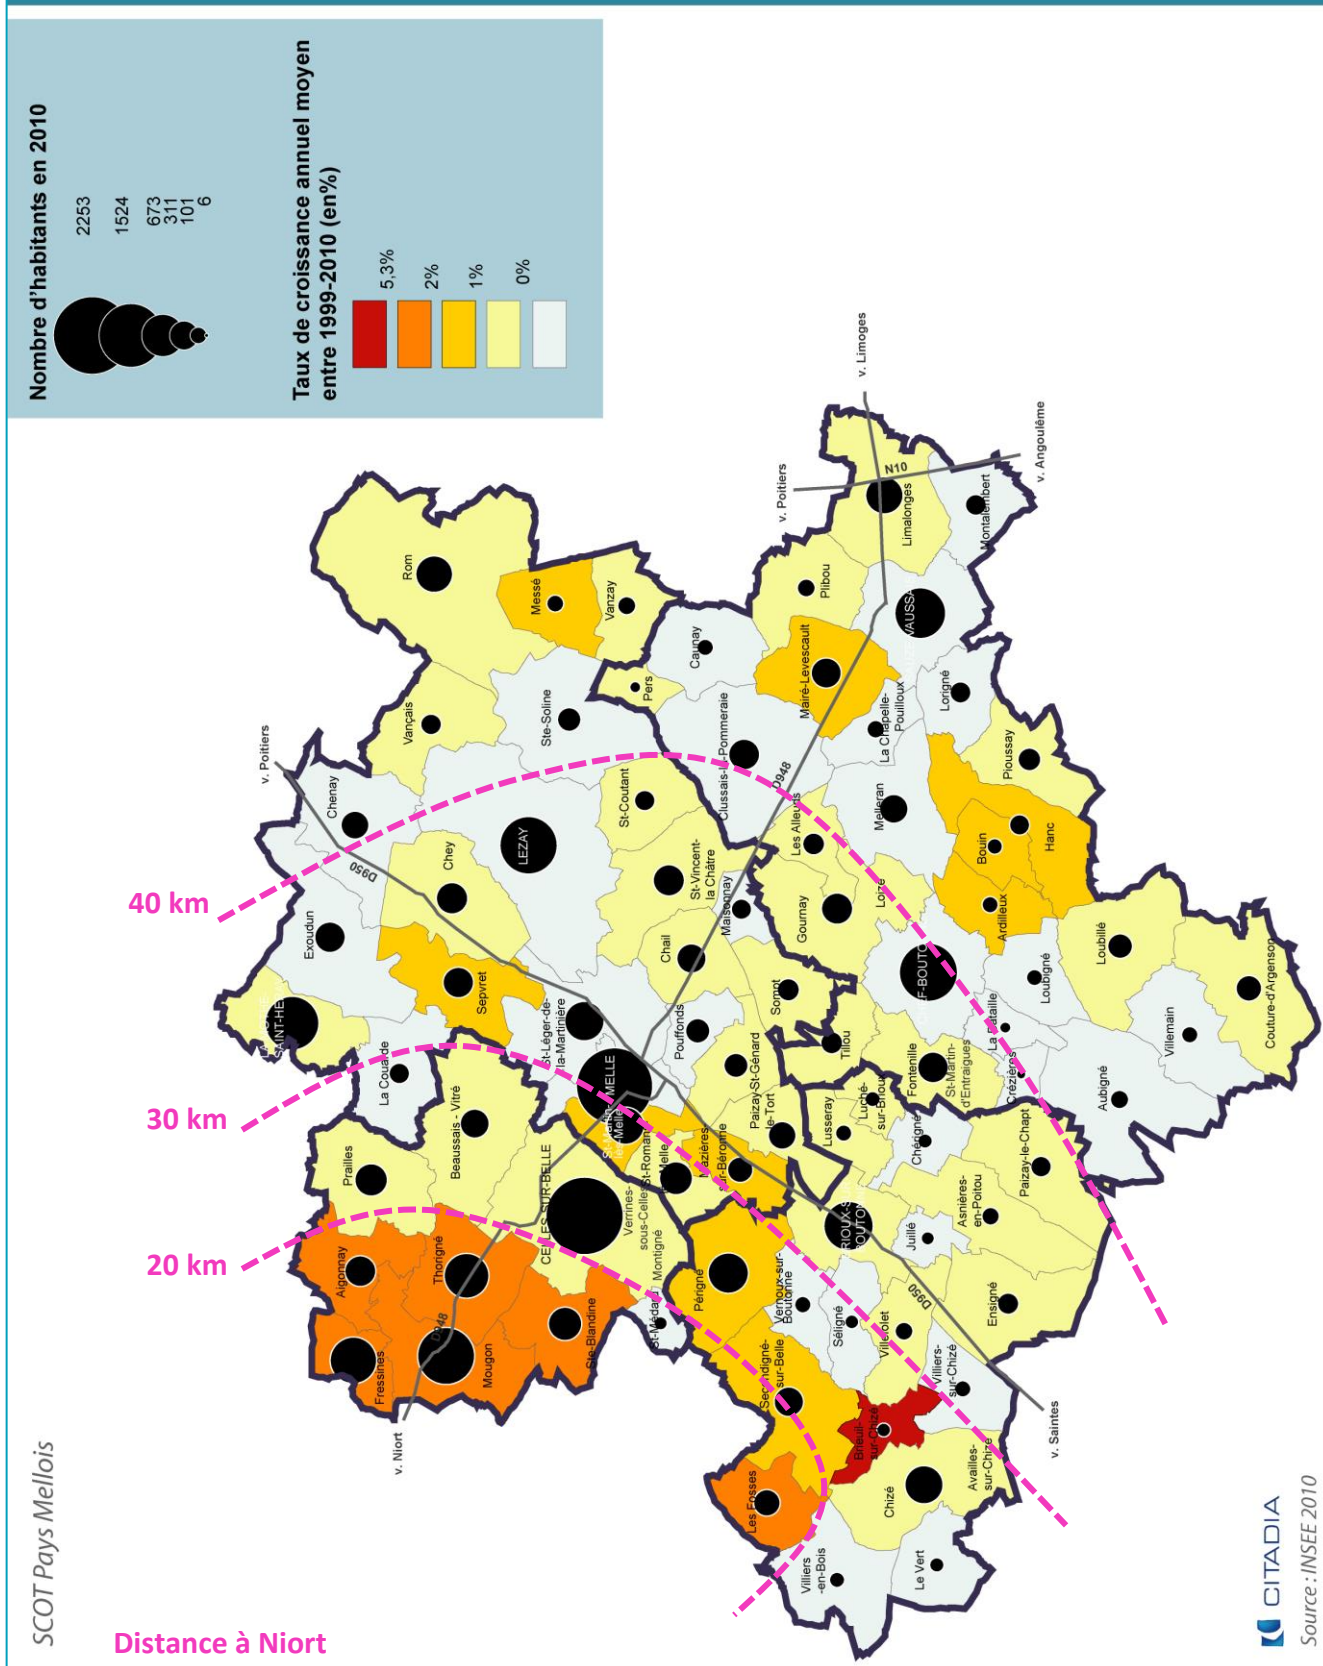 SCOT Pays Mellois
Nombre d'habitants en 2010
2253
1524
673
311
101
6
Taux de croissance annuel moyen
entre 1999-2010 (en%)
5,3%
2%
1%
0%
Distance à Niort
20 km
30 km
40 km
v. Niort
v. Poitiers
v. Poitiers
v. Limoges
v. Angoulême
v. Saintes
D948
D950
D948
D950
N10
Fressines
Aigonnay
Thorigné
Mougon
Ste-Blandine
Prailles
Beaussais - Vitré
CELLES-SUR-BELLE
Verrines-
sous-Celles
Montigné
St-Médard
La Couarde
SAINT-HERAY
Exoudun
Sepvret
Chey
Chenay
LEZAY
Vançais
Ste-Soline
Rom
Messé
Vanzay
Pers
St-Coutant
St-Vincent-
la Châtre
St-Léger-de-
la-Martinière
MELLE
St-Martin-
lès-Melle
St-Romans-
Melle
Mazières-
sur-Béronne
Pouffonds
Chail
Maisonnay
Sompt
St-Génard
Paizay-
le-Tort
Tillou
Lusseray
Luché-
sur-Brioux
Chérigné
Périgné
Vernoux-sur-
Boutonne
Séligné
Secondigné-
sur-Belle
Brieuil-
sur-Chizé
Les Fosses
Villiers
-en-Bois
Le Vert
Chizé
Availles-
sur-Chizé
Villiers-
sur-Chizé
Villefolet
Juillé
Asnières-
en-Poitou
Ensigné
Paizay-le-Chapt
Aubigné
Crézières
La Bataille
Loubigné
Villemain
Couture-d'Argenson
Loubillé
Ardilleux
Bouin
Hanc
Pioussay
Lorigné
Melleran
La Chapelle-
Pouilloux
Mairé-Levescault
Clussais-la-Pommeraie
Caunay
Plibou
Limalonges
Montalembert
Les Alleuds
Gournay
Loizé
Fontenille
St-Martin-
d'Entraigues
CITADIA
Source : INSEE 2010